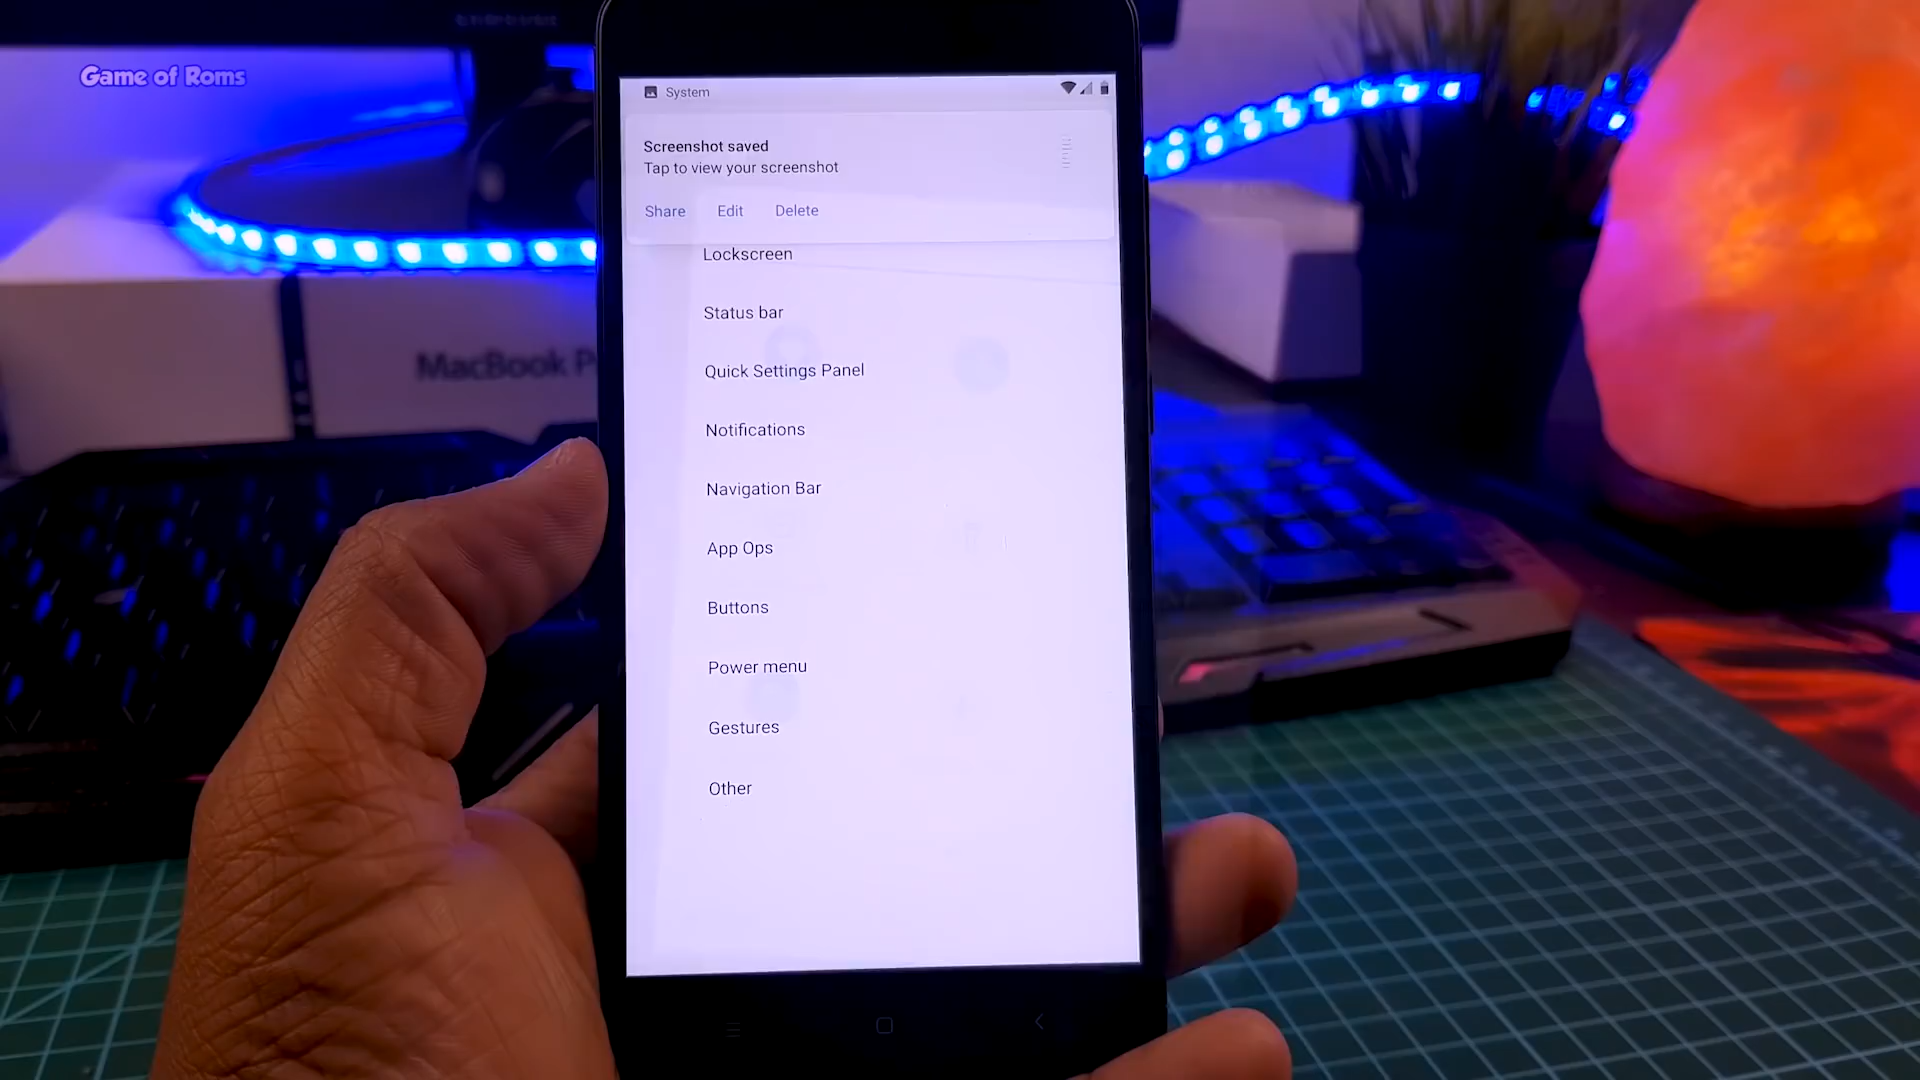 Game of Roms
System
Screenshot saved
Tap to view your screenshot
Share Edit Delete
Lockscreen
Status bar
Quick Settings Panel
Notifications
Navigation Bar
App Ops
Buttons
Power menu
Gestures
Other
MacBook P